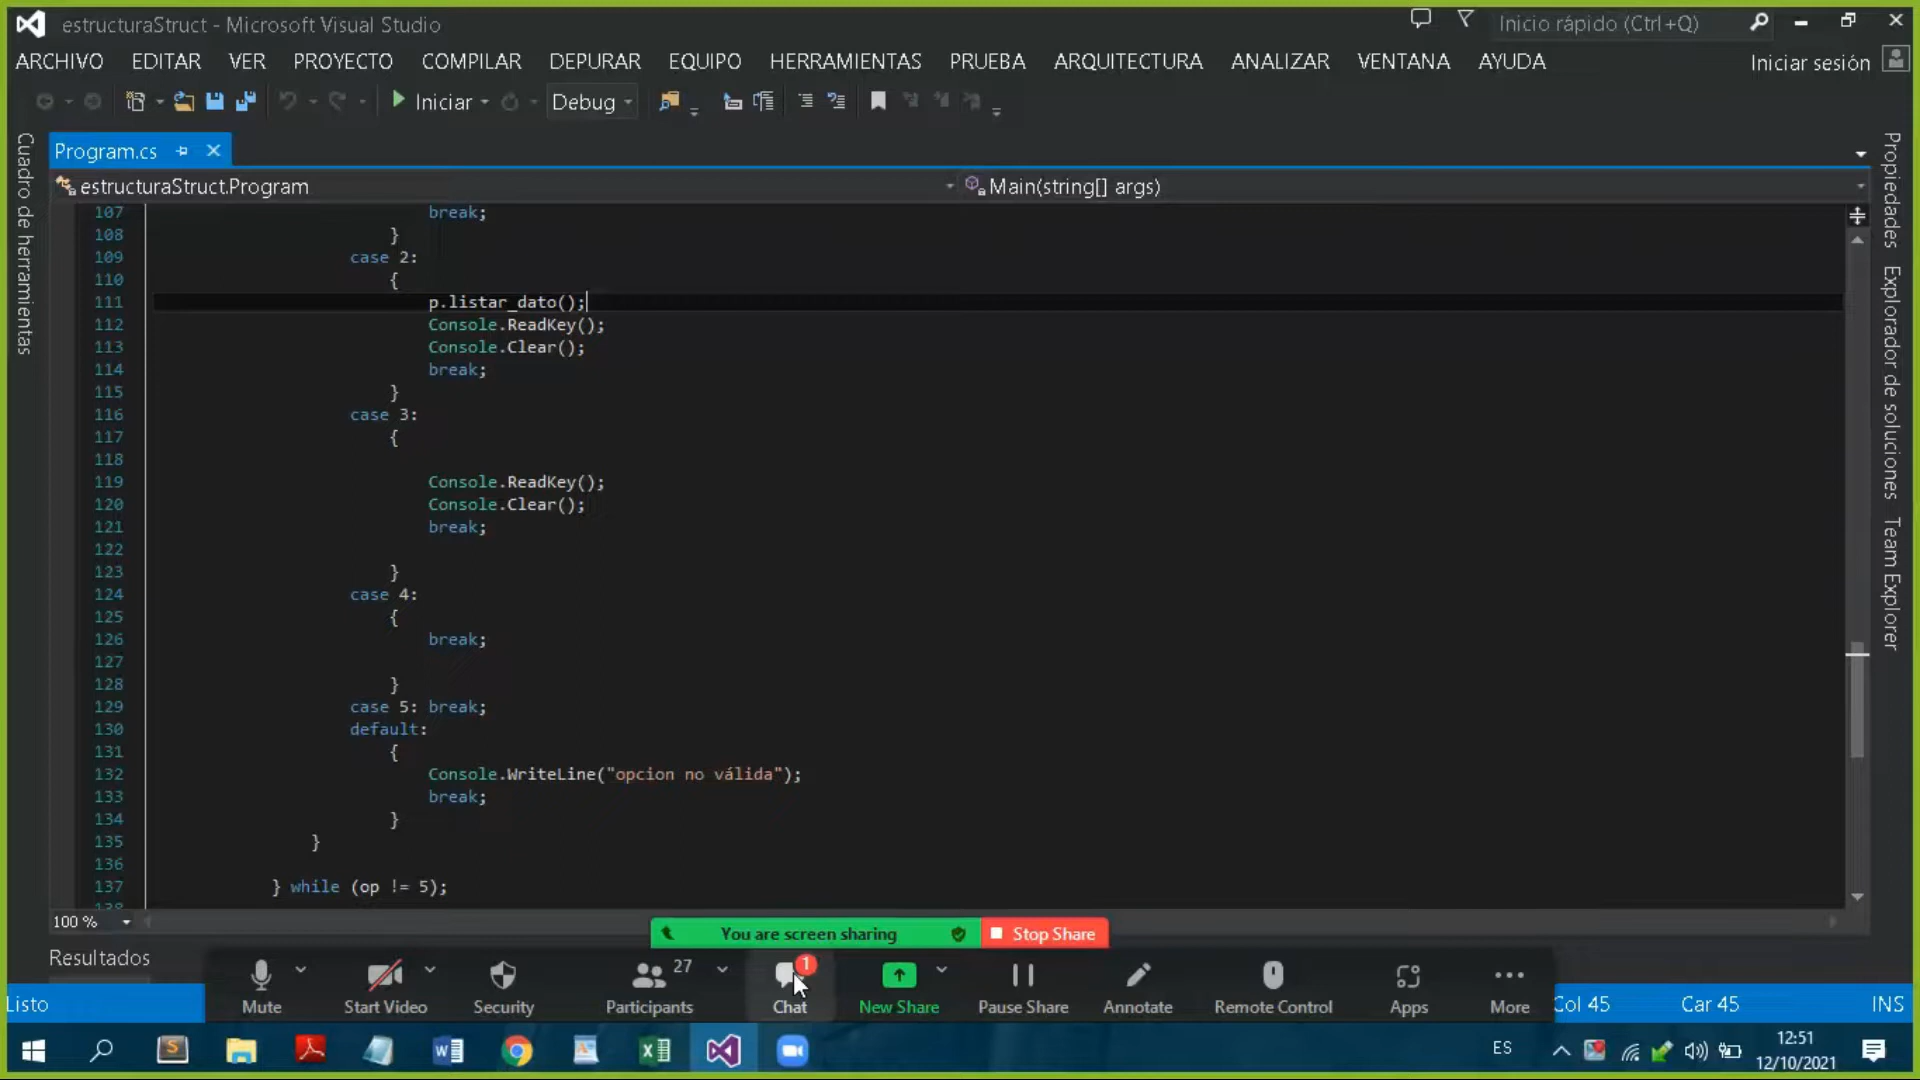 estructuraStruct - Microsoft Visual Studio
Inicio rápido (Ctrl+Q)
ARCHIVO EDITAR VER PROYECTO COMPILAR DEPURAR EQUIPO HERRAMIENTAS PRUEBA ARQUITECTURA ANALIZAR VENTANA AYUDA
Iniciar sesión
Iniciar Debug
Cuadro de herramientas
Program.cs
estructuraStruct.Program
Main(string[] args)
107 break;
108 }
109 case 2:
110 {
111 p.listar_dato();
112 Console.ReadKey();
113 Console.Clear();
114 break;
115 }
116 case 3:
117 {
118
119 Console.ReadKey();
120 Console.Clear();
121 break;
122
123 }
124 case 4:
125 {
126 break;
127
128 }
129 case 5: break;
130 default:
131 {
132 Console.WriteLine("opcion no válida");
133 break;
134 }
135 }
136
137 } while (op != 5);
138
Propiedades
Explorador de soluciones
Team Explorer
100 %
You are screen sharing
Stop Share
Resultados
Mute
Start Video
Security
27
Participants
1
Chat
New Share
Pause Share
Annotate
Remote Control
Apps
More
Listo
Col 45
Car 45
INS
ES
12:51
12/10/2021